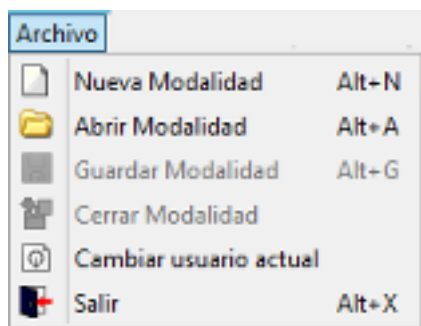 Archivo
Nueva Modalidad Alt+N
Abrir Modalidad Alt+A
Guardar Modalidad Alt+G
Cerrar Modalidad
Cambiar usuario actual
Salir Alt+X